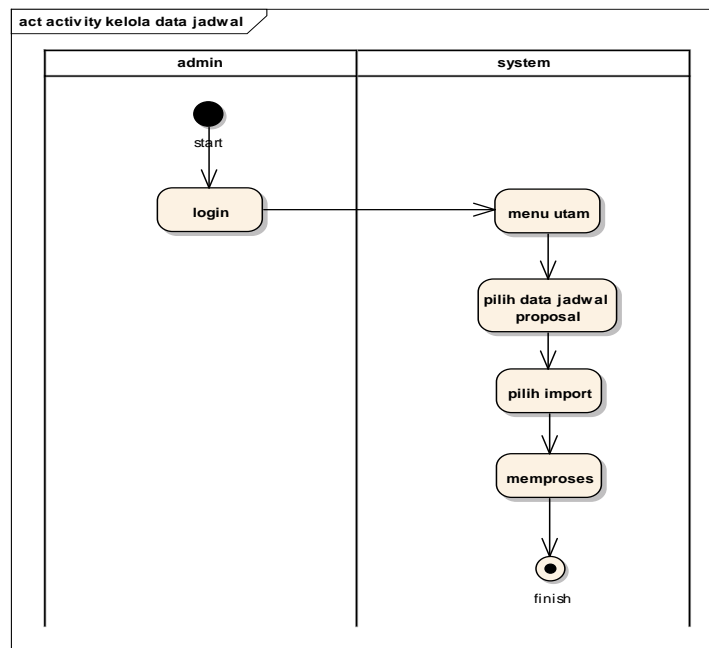 act activity kelola data jadwal
admin
system
start
login
menu utam
pilih data jadwal
proposal
pilih import
memproses
finish